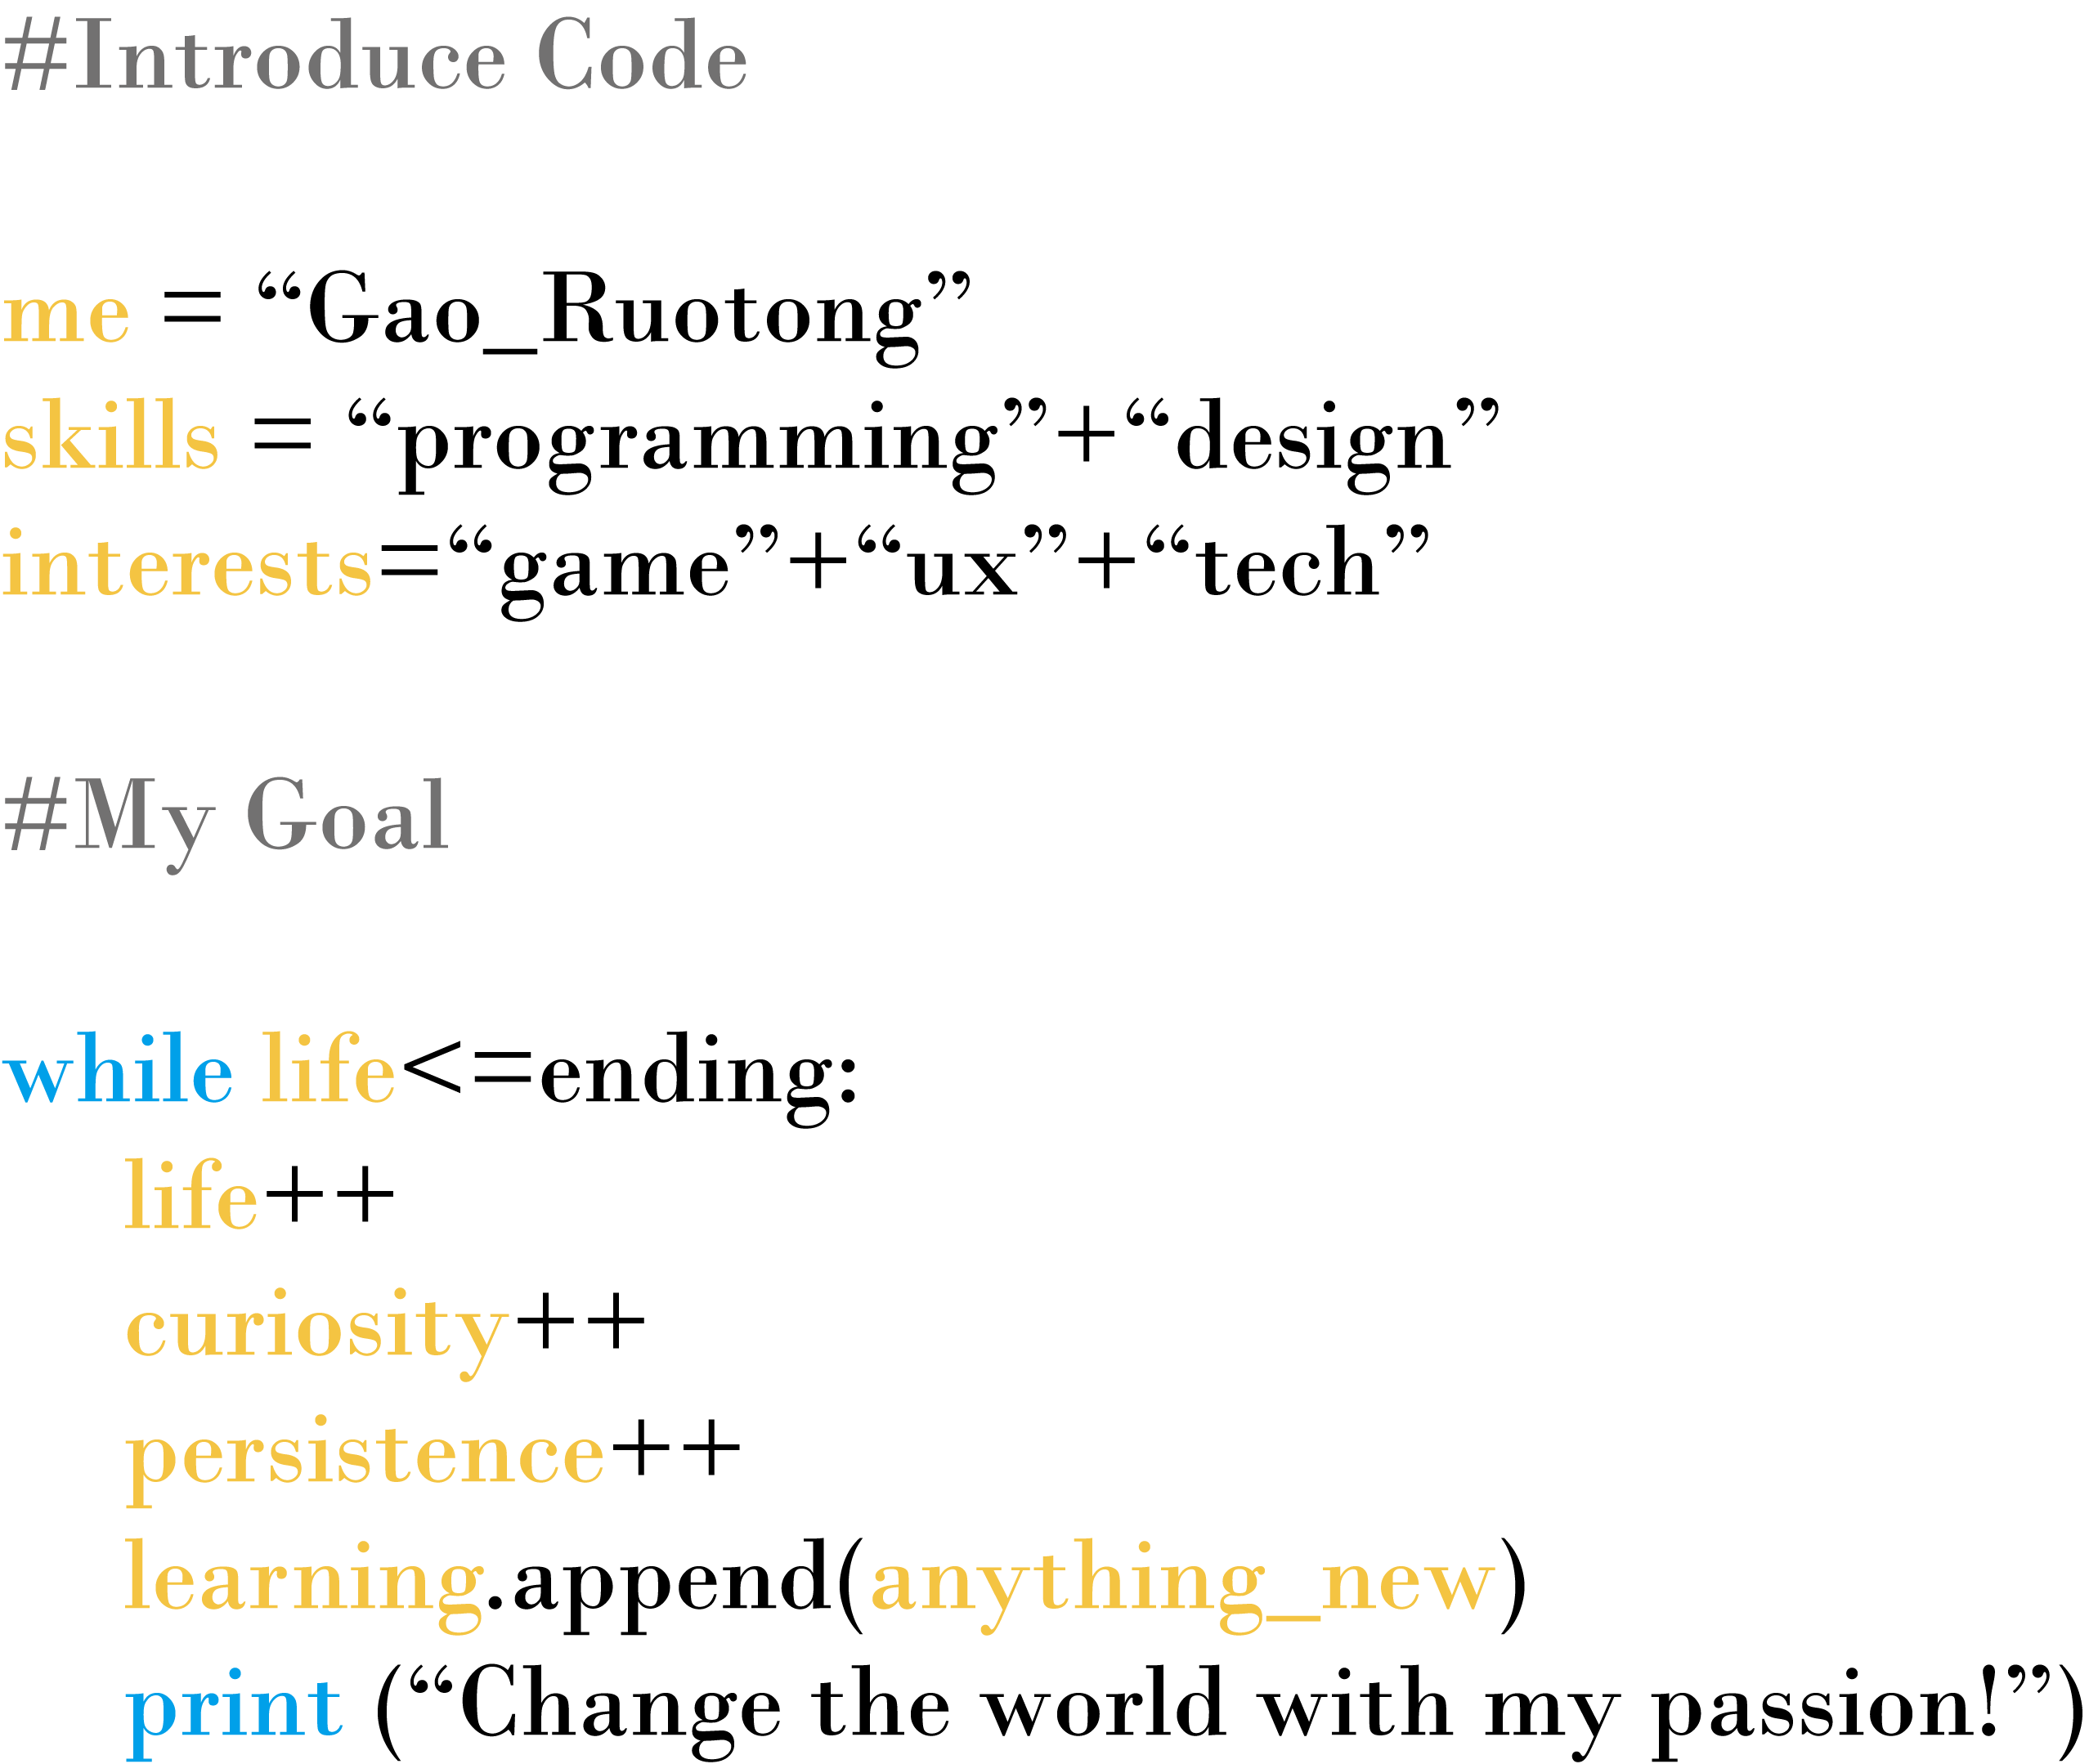 #Introduce Code
me = “Gao_Ruotong”
skills = “programming”+“design”
interests=“game”+“ux”+“tech”
#My Goal
while life<=ending:
life++
curiosity++
persistence++
learning.append(anything_new)
print (“Change the world with my passion!”)